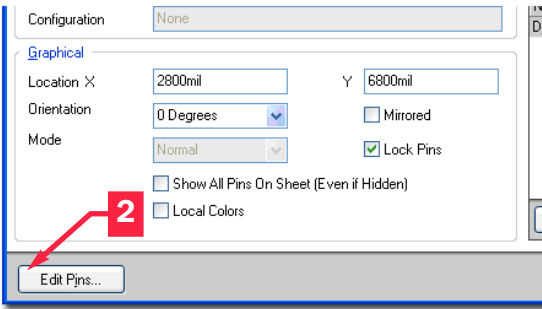 Configuration None
Graphical
Location X 2800mil Y 6800mil
Orientation 0 Degrees Mirrored
Mode Normal Lock Pins
Show All Pins On Sheet (Even if Hidden)
2 Local Colors
Edit Pins...